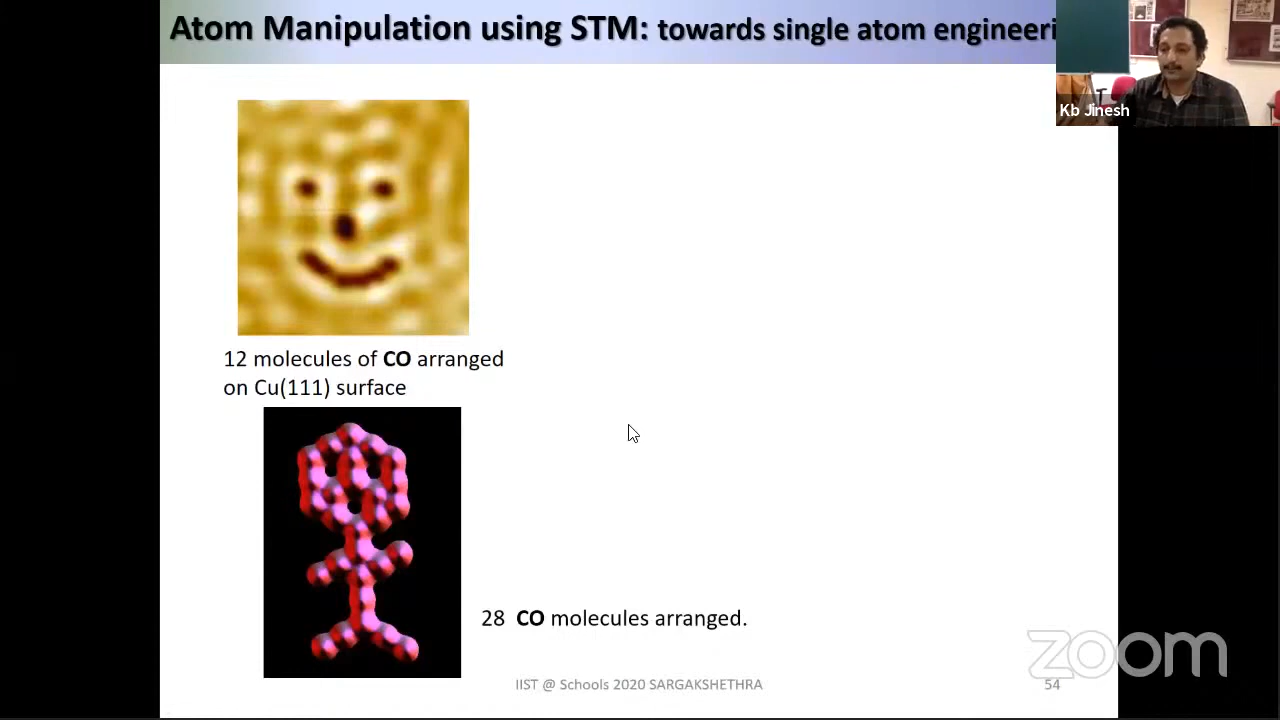 Atom Manipulation using STM: towards single atom engineeri
Kb Jinesh
12 molecules of CO arranged
on Cu(111) surface
28 CO molecules arranged.
zoom
IIST @ Schools 2020 SARGAKSHETHRA
54